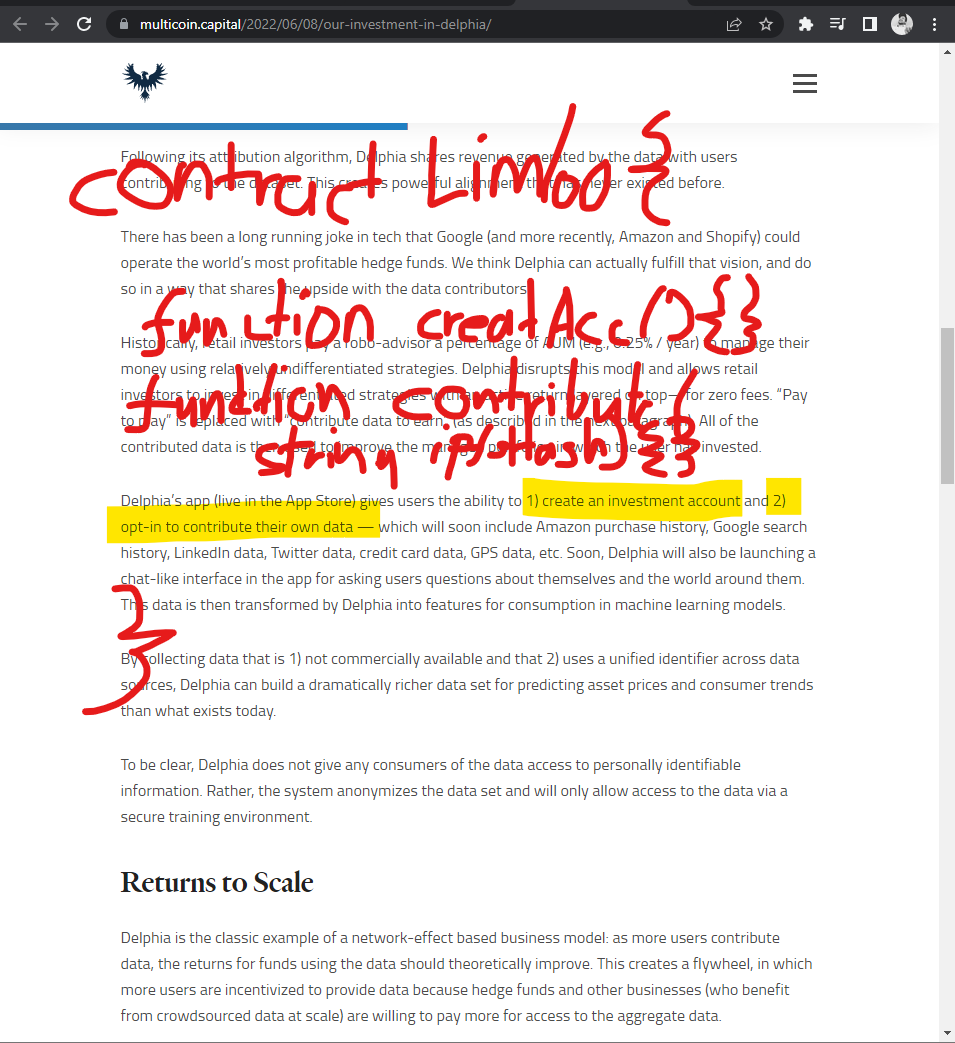 multicoin.capital/2022/06/08/our-investment-in-delphia/
Following its attribution algorithm, Delphia shares revenue generated by the data with users
contributing to the dataset. This creates powerful alignment that has never existed before.
contract Limbo {
There has been a long running joke in tech that Google (and more recently, Amazon and Shopify) could
operate the world's most profitable hedge funds. We think Delphia can actually fulfill that vision, and do
so in a way that shares the upside with the data contributors
function creatAcc(){}
Historically, retail investors pay a robo-advisor a percentage of AUM (e.g., 0.25% / year) to manage their
money using relatively undifferentiated strategies. Delphia disrupts this model and allows retail
investors to invest in differentiated strategies with active return layered on top— for zero fees. “Pay
function contribute (
to play” is replaced with “contribute data to earn” (as described in the next paragraph). All of the
string ipfshash){}
contributed data is then used to improve the managed portfolio in which the user has invested.
Delphia's app (live in the App Store) gives users the ability to 1) create an investment account and 2)
opt-in to contribute their own data — which will soon include Amazon purchase history, Google search
history, LinkedIn data, Twitter data, credit card data, GPS data, etc. Soon, Delphia will also be launching a
chat-like interface in the app for asking users questions about themselves and the world around them.
This data is then transformed by Delphia into features for consumption in machine learning models.
}
By collecting data that is 1) not commercially available and that 2) uses a unified identifier across data
sources, Delphia can build a dramatically richer data set for predicting asset prices and consumer trends
than what exists today.
To be clear, Delphia does not give any consumers of the data access to personally identifiable
information. Rather, the system anonymizes the data set and will only allow access to the data via a
secure training environment.
Returns to Scale
Delphia is the classic example of a network-effect based business model: as more users contribute
data, the returns for funds using the data should theoretically improve. This creates a flywheel, in which
more users are incentivized to provide data because hedge funds and other businesses (who benefit
from crowdsourced data at scale) are willing to pay more for access to the aggregate data.